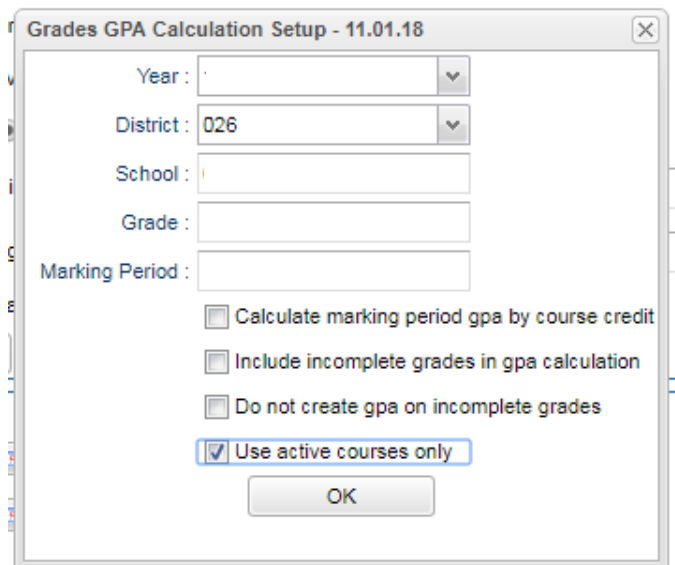 Grades GPA Calculation Setup - 11.01.18
Year :
District : 026
School :
Grade :
Marking Period :
Calculate marking period gpa by course credit
Include incomplete grades in gpa calculation
Do not create gpa on incomplete grades
Use active courses only
OK